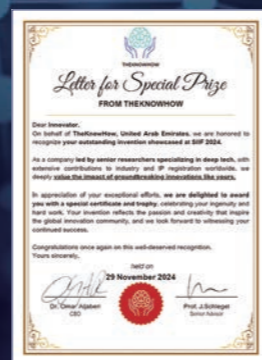 THEKNOWHOW
Letter for Special Prize
FROM THEKNOWHOW
Dear Innovator,
On behalf of TheKnowHow, United Arab Emirates, we are honored to
recognize your outstanding invention showcased at SIIF 2024.
As a company led by senior researchers specializing in deep tech, with
extensive contributions to industry and IP registration worldwide, we
deeply value the impact of groundbreaking innovations like yours.
In appreciation of your exceptional efforts, we are delighted to award
you with a special certificate and trophy, celebrating your ingenuity and
hard work. Your invention reflects the passion and creativity that inspire
the global innovation community, and we look forward to witnessing your
continued success.
Congratulations once again on this well-deserved recognition.
Yours sincerely,
held on
29 November 2024
Dr. Omar Aljaberi
CEO
Prof. J.Schlegel
Senior Advisor